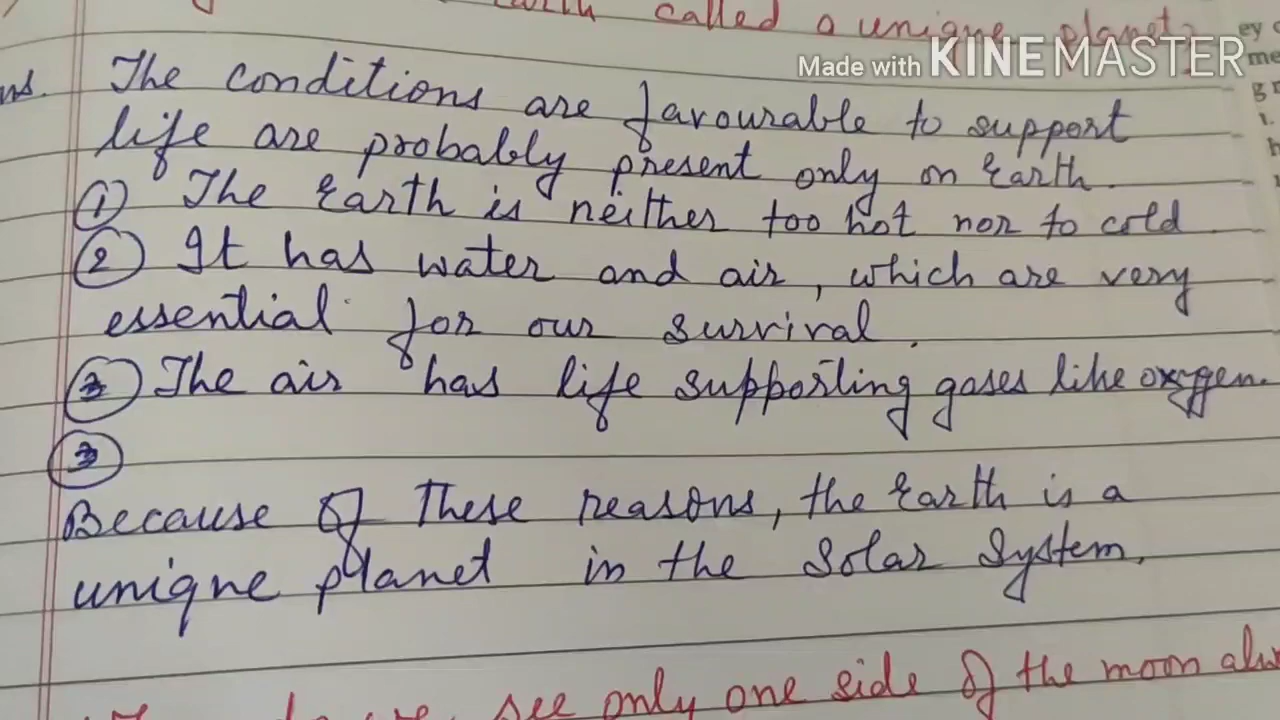 called a unique planet?
Made with KINEMASTER
Ans. The conditions are favourable to support
life are probably present only on Earth.
① The Earth is neither too hot nor to cold
② It has water and air, which are very
essential for our survival.
③ The air has life supporting gases like oxygen.
③
Because of These reasons, the Earth is a
unique planet in the Solar System.
see only one side of the moon